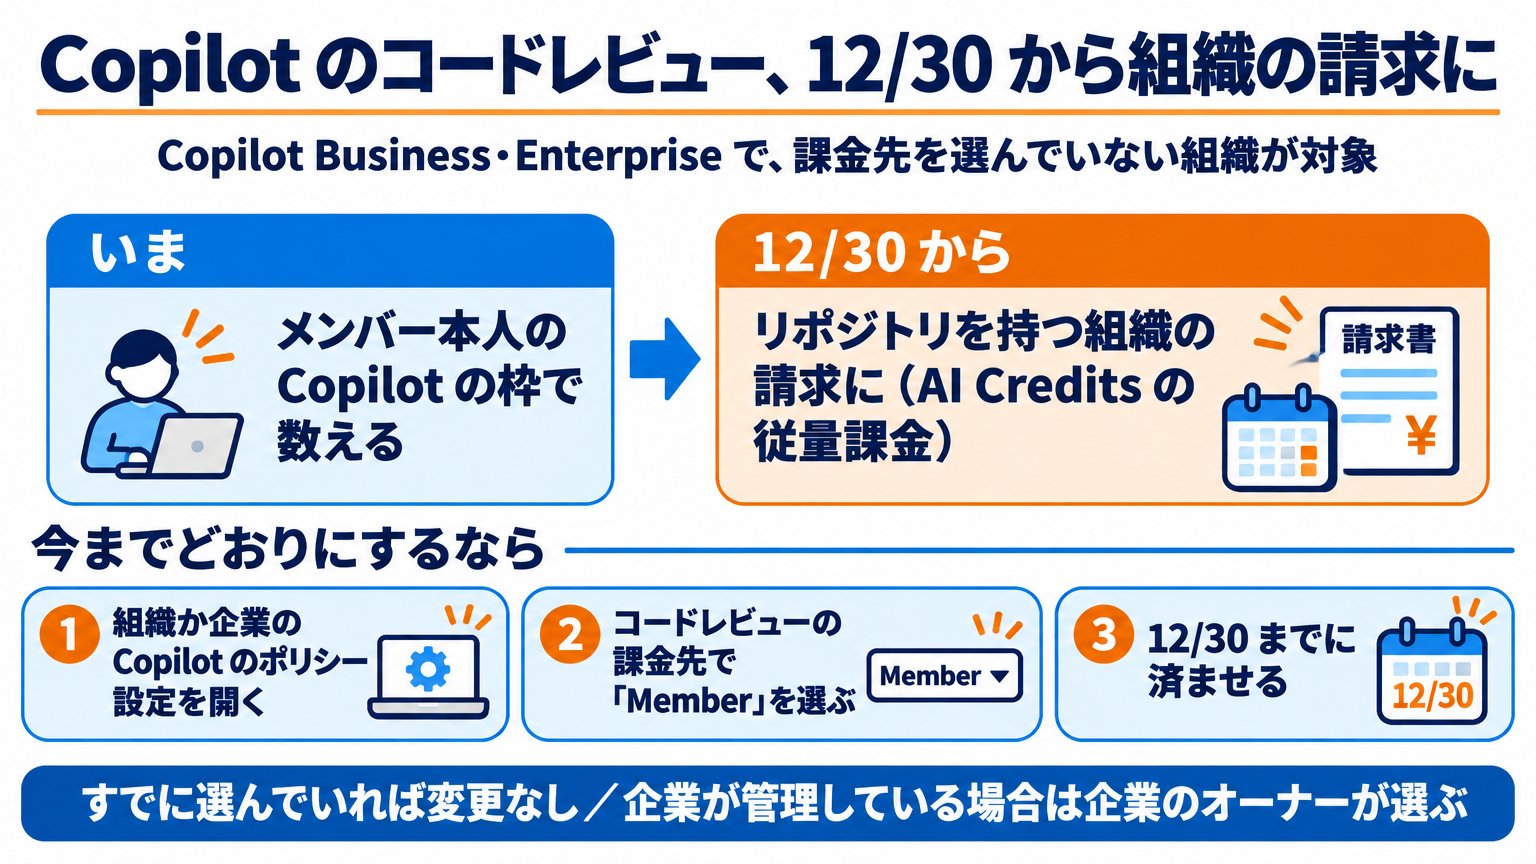 Copilot のコードレビュー、12/30 から組織の請求に
Copilot Business・Enterprise で、課金先を選んでいない組織が対象
いま
メンバー本人の
Copilot の枠で
数える
12/30 から
リポジトリを持つ組織の
請求に（AI Credits の
従量課金）
請求書
¥
今までどおりにするなら
1
組織か企業の
Copilot のポリシー
設定を開く
2
コードレビューの
課金先で
「Member」を選ぶ
Member
3
12/30 までに
済ませる
12/30
すでに選んでいれば変更なし／企業が管理している場合は企業のオーナーが選ぶ